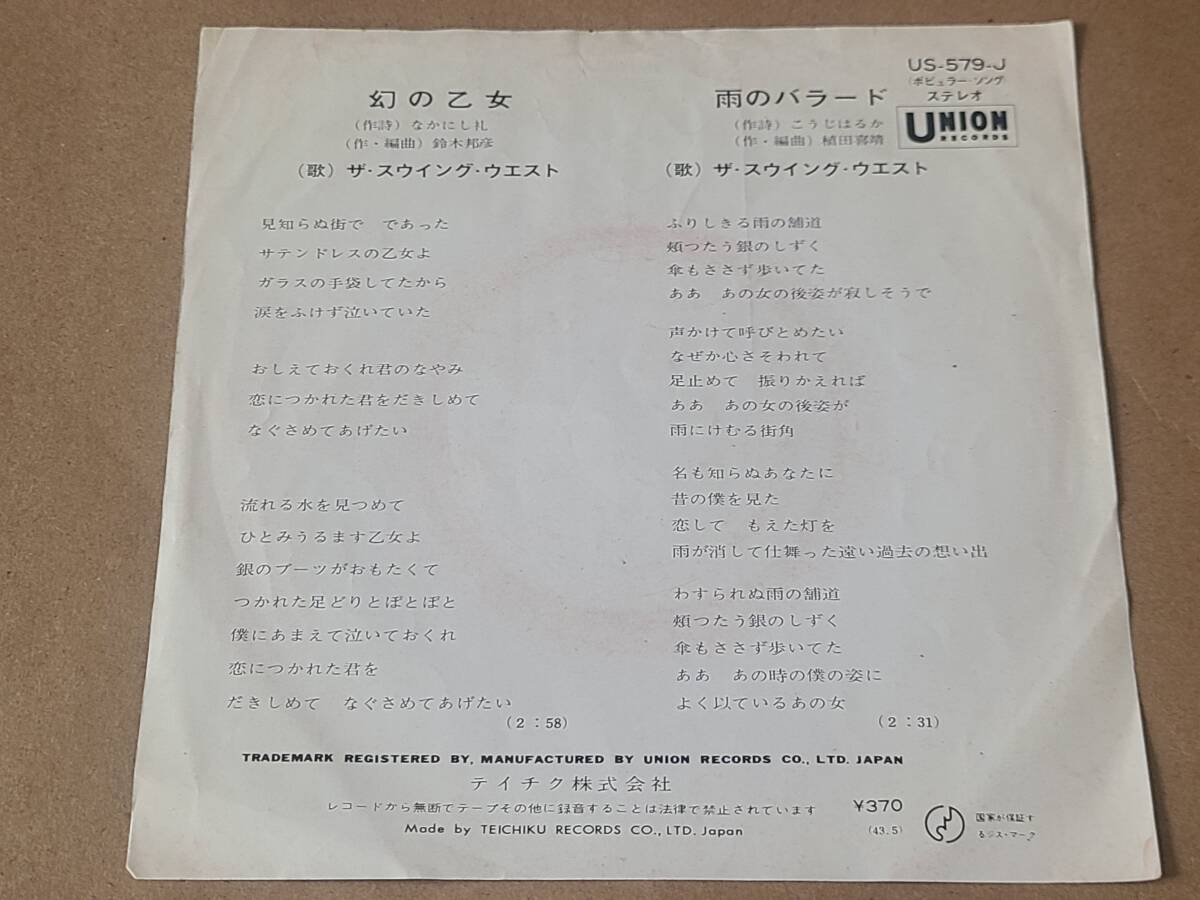 US-579-J
(ポピュラー・ソング)
ステレオ
UNION
RECORDS
幻の乙女
(作詩) なかにし礼
(作・編曲) 鈴木邦彦
(歌) ザ・スウイング・ウエスト
見知らぬ街で　であった
サテンドレスの乙女よ
ガラスの手袋してたから
涙をふけず泣いていた
おしえておくれ君のなやみ
恋につかれた君をだきしめて
なぐさめてあげたい
流れる水を見つめて
ひとみうるます乙女よ
銀のブーツがおもたくて
つかれた足どりとぼとぼと
僕にあまえて泣いておくれ
恋につかれた君を
だきしめて　なぐさめてあげたい
(2：58)
雨のバラード
(作詩) こうじはるか
(作・編曲) 植田嘉靖
(歌) ザ・スウイング・ウエスト
ふりしきる雨の舗道
頬つたう銀のしずく
傘もささず歩いてた
ああ　あの女の後姿が寂しそうで
声かけて呼びとめたい
なぜか心さそわれて
足止めて　振りかえれば
ああ　あの女の後姿が
雨にけむる街角
名も知らぬあなたに
昔の僕を見た
恋して　もえた灯を
雨が消して仕舞った遠い過去の想い出
わすられぬ雨の舗道
頬つたう銀のしずく
傘もささず歩いてた
ああ　あの時の僕の姿に
よく以ているあの女
(2：31)
TRADEMARK REGISTERED BY, MANUFACTURED BY UNION RECORDS CO., LTD. JAPAN
テイチク株式会社
レコードから無断でテープその他に録音することは法律で禁止されています
Made by TEICHIKU RECORDS CO., LTD. Japan
¥370
(43.5)
国家が保証す
るジス・マーク